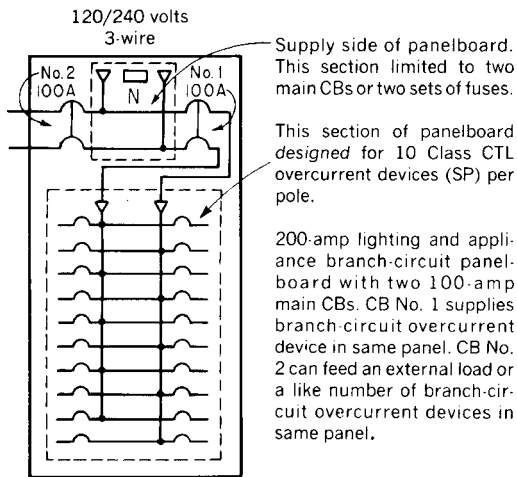 120/240 volts
3-wire
No. 2
100A
N
No. 1
100A
Supply side of panelboard.
This section limited to two
main CBs or two sets of fuses.
This section of panelboard
designed for 10 Class CTL
overcurrent devices (SP) per
pole.
200-amp lighting and appli-
ance branch-circuit panel-
board with two 100-amp
main CBs. CB No. 1 supplies
branch-circuit overcurrent
device in same panel. CB No.
2 can feed an external load or
a like number of branch-cir-
cuit overcurrent devices in
same panel.